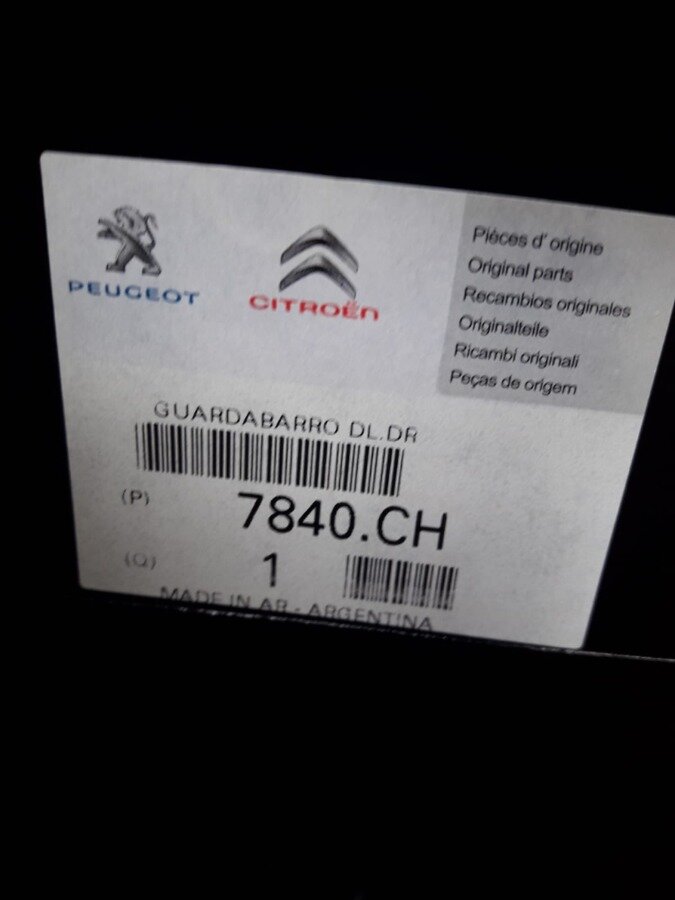 PEUGEOT
CITROËN
Pièces d'origine
Original parts
Recambios originales
Originalteile
Ricambi originali
Peças de origem
GUARDABARRO DL.DR
(P) 7840.CH
(Q) 1
MADE IN AR - ARGENTINA